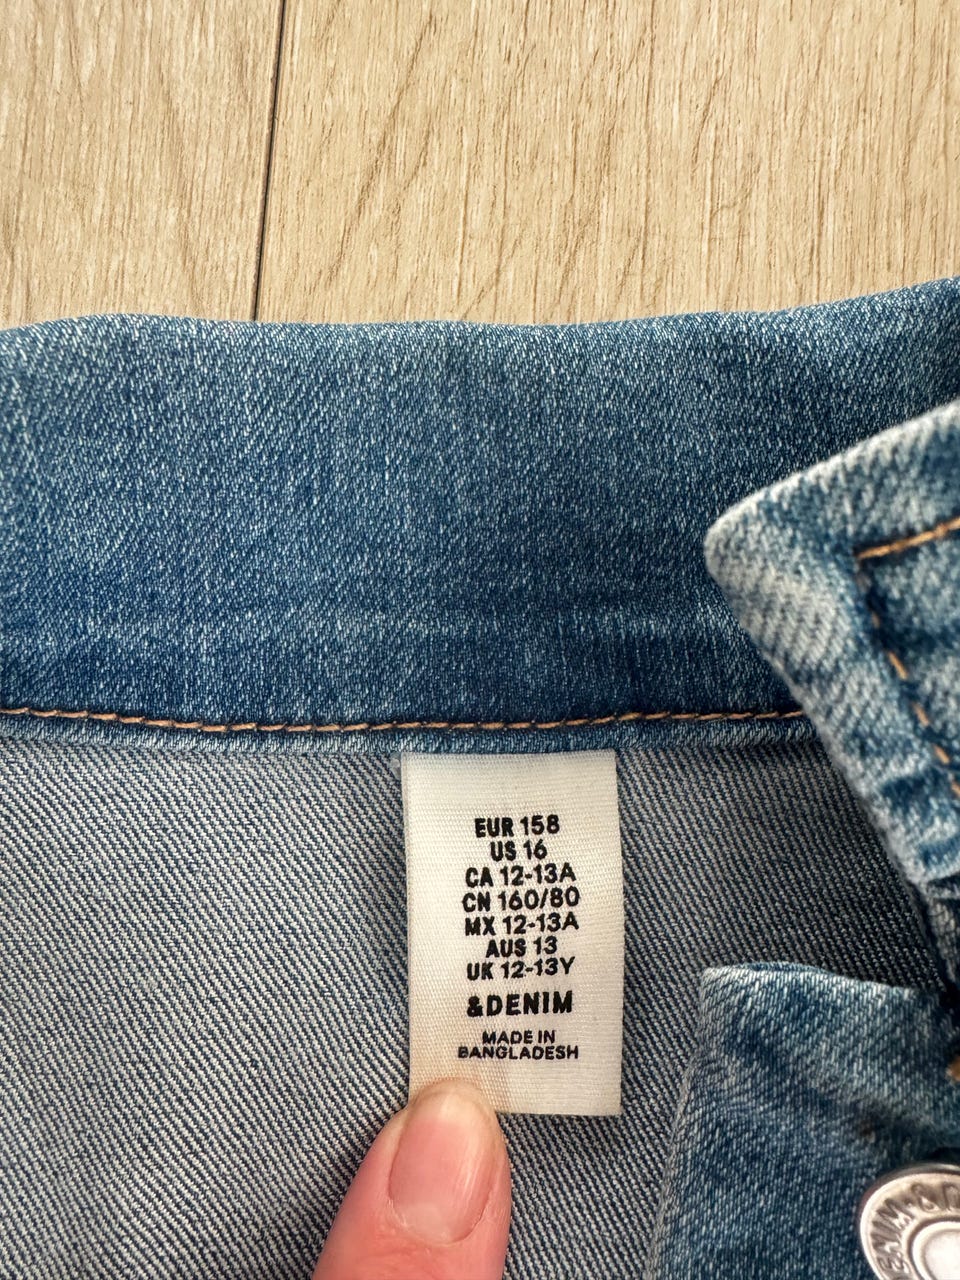 EUR 158
US 16
CA 12-13A
CN 160/80
MX 12-13A
AUS 13
UK 12-13Y
&DENIM
MADE IN
BANGLADESH